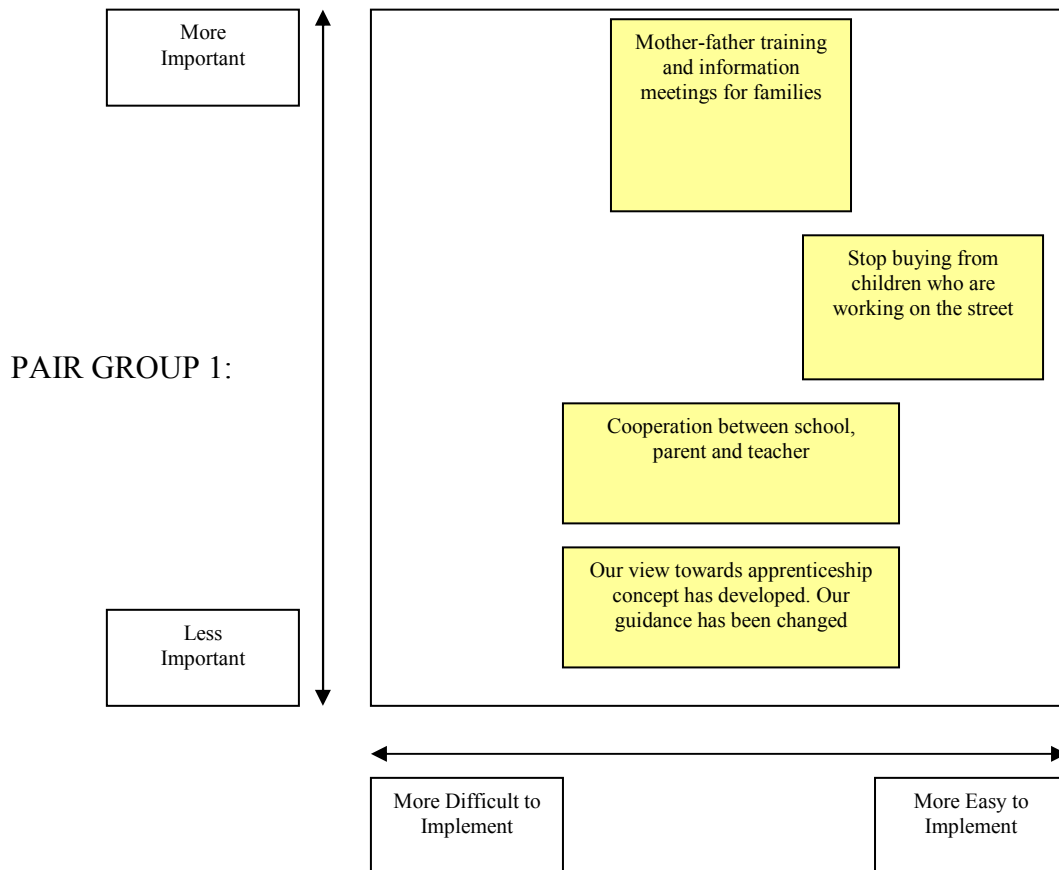 More
Important
Mother-father training
and information
meetings for families
Stop buying from
children who are
working on the street
PAIR GROUP 1:
Cooperation between school,
parent and teacher
Our view towards apprenticeship
concept has developed. Our
guidance has been changed
Less
Important
More Difficult to
Implement
More Easy to
Implement